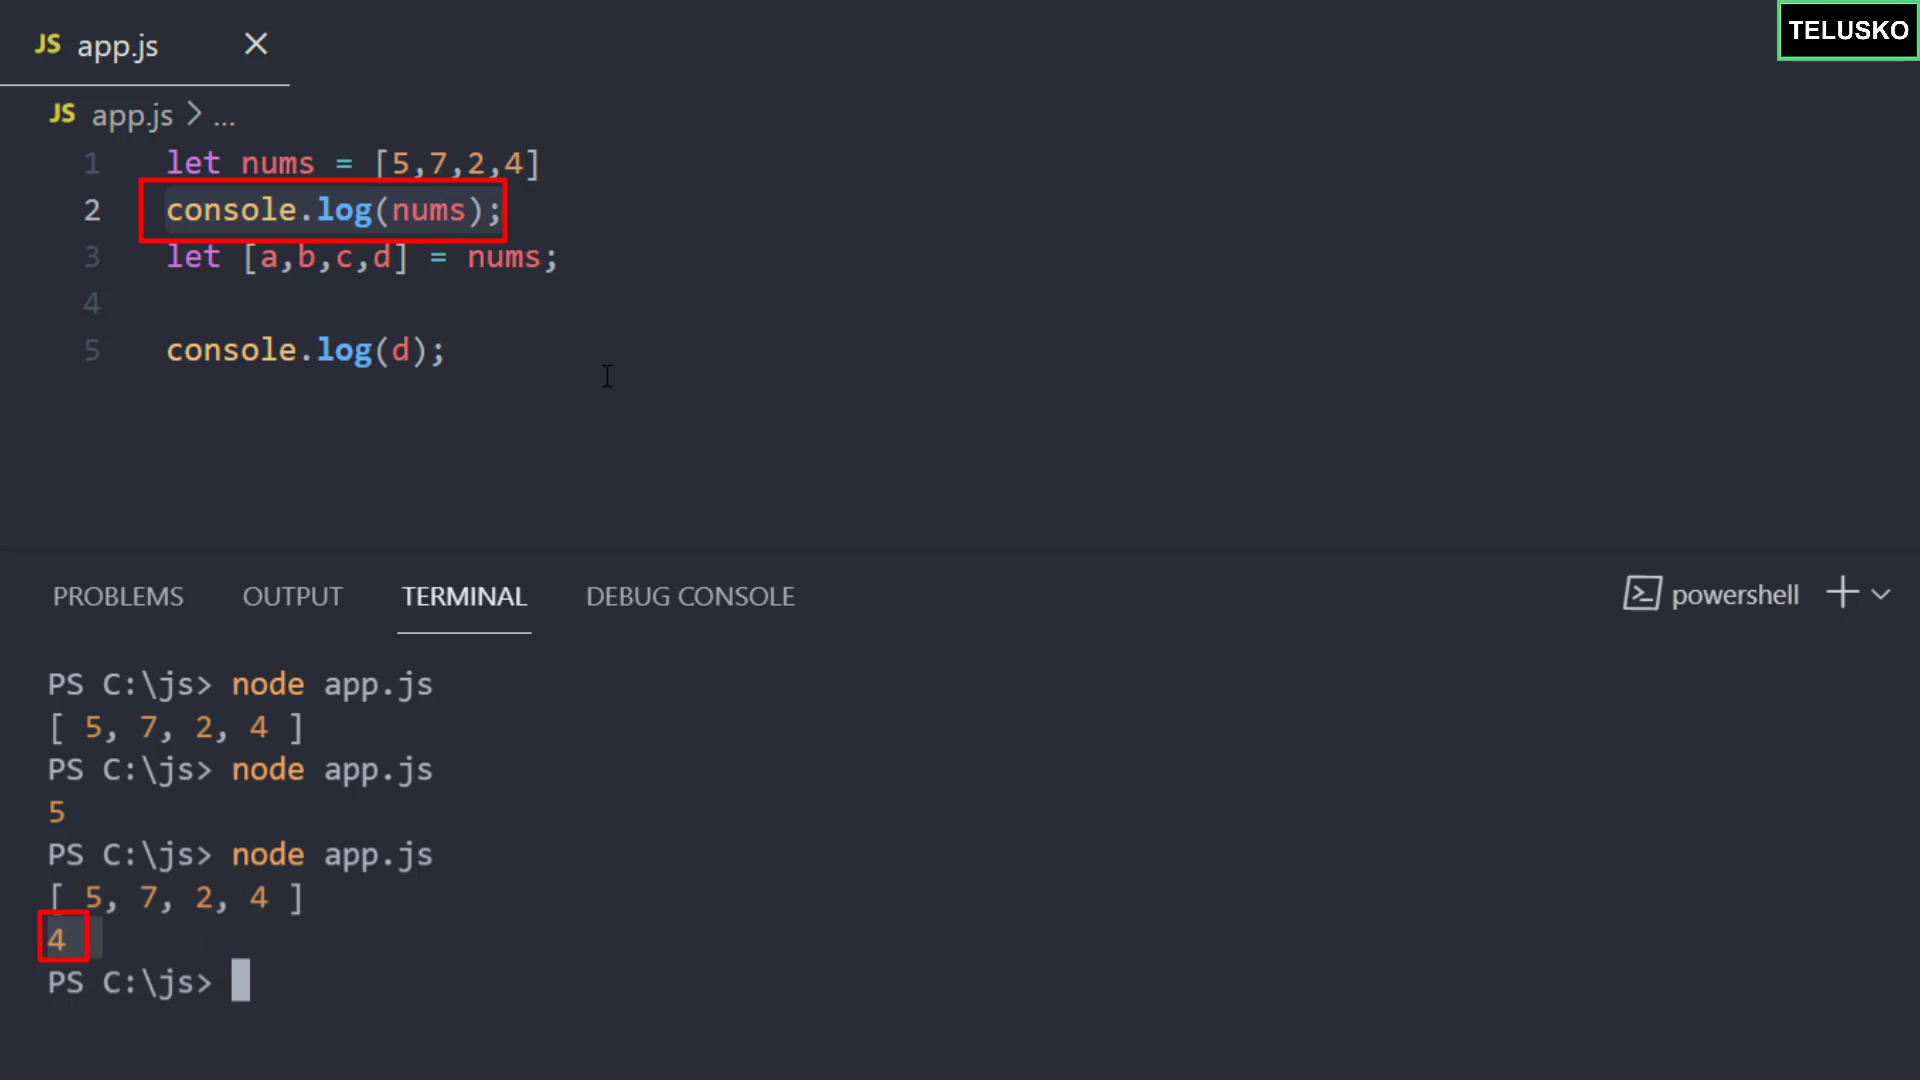 JS app.js
TELUSKO
JS app.js > ...
1 let nums = [5,7,2,4]
2 console.log(nums);
3 let [a,b,c,d] = nums;
4
5 console.log(d);
PROBLEMS OUTPUT TERMINAL DEBUG CONSOLE powershell
PS C:\js> node app.js
[ 5, 7, 2, 4 ]
PS C:\js> node app.js
5
PS C:\js> node app.js
[ 5, 7, 2, 4 ]
4
PS C:\js>